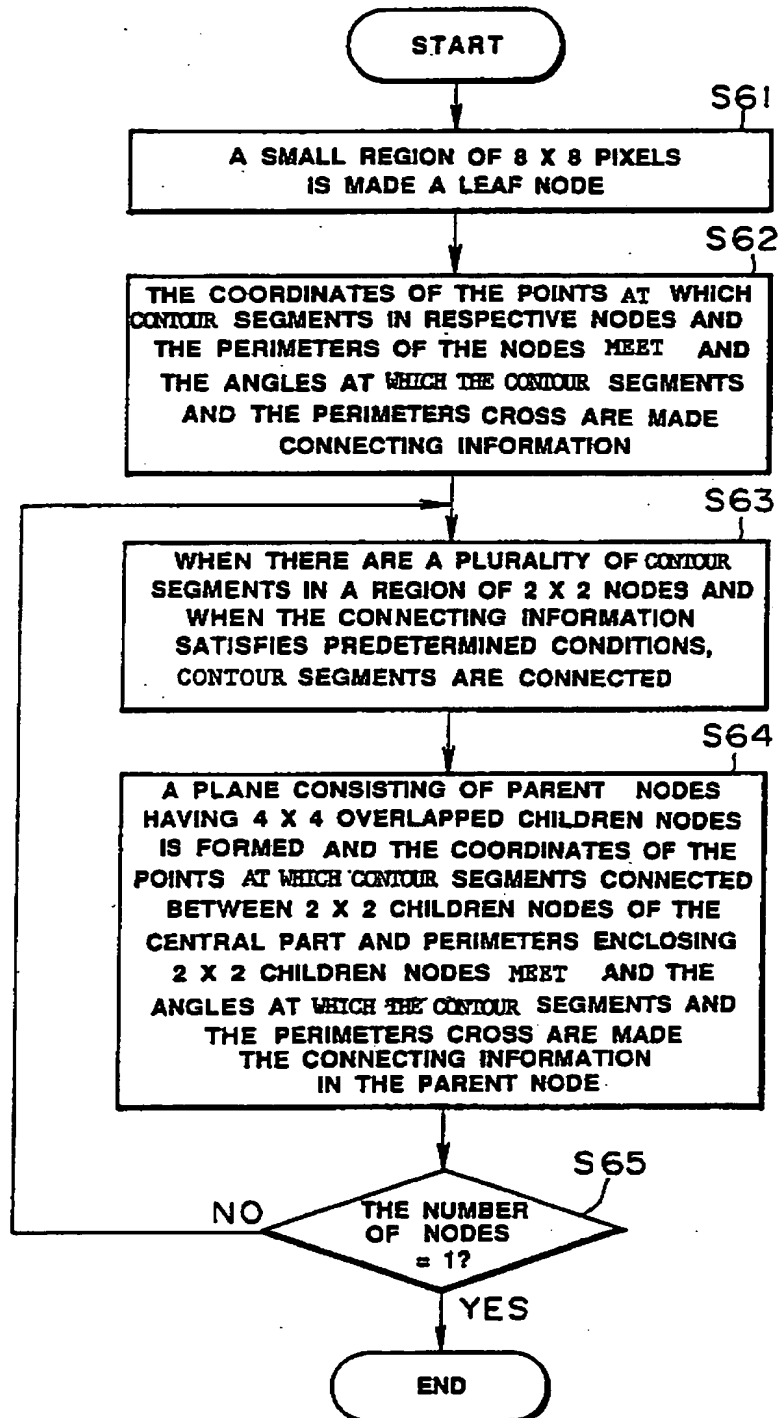 START
S61
A SMALL REGION OF 8 X 8 PIXELS
IS MADE A LEAF NODE
S62
THE COORDINATES OF THE POINTS AT WHICH
CONTOUR SEGMENTS IN RESPECTIVE NODES AND
THE PERIMETERS OF THE NODES MEET AND
THE ANGLES AT WHICH THE CONTOUR SEGMENTS
AND THE PERIMETERS CROSS ARE MADE
CONNECTING INFORMATION
S63
WHEN THERE ARE A PLURALITY OF CONTOUR
SEGMENTS IN A REGION OF 2 X 2 NODES AND
WHEN THE CONNECTING INFORMATION
SATISFIES PREDETERMINED CONDITIONS,
CONTOUR SEGMENTS ARE CONNECTED
S64
A PLANE CONSISTING OF PARENT NODES
HAVING 4 X 4 OVERLAPPED CHILDREN NODES
IS FORMED AND THE COORDINATES OF THE
POINTS AT WHICH CONTOUR SEGMENTS CONNECTED
BETWEEN 2 X 2 CHILDREN NODES OF THE
CENTRAL PART AND PERIMETERS ENCLOSING
2 X 2 CHILDREN NODES MEET AND THE
ANGLES AT WHICH THE CONTOUR SEGMENTS AND
THE PERIMETERS CROSS ARE MADE
THE CONNECTING INFORMATION
IN THE PARENT NODE
S65
NO
THE NUMBER
OF NODES
= 1?
YES
END